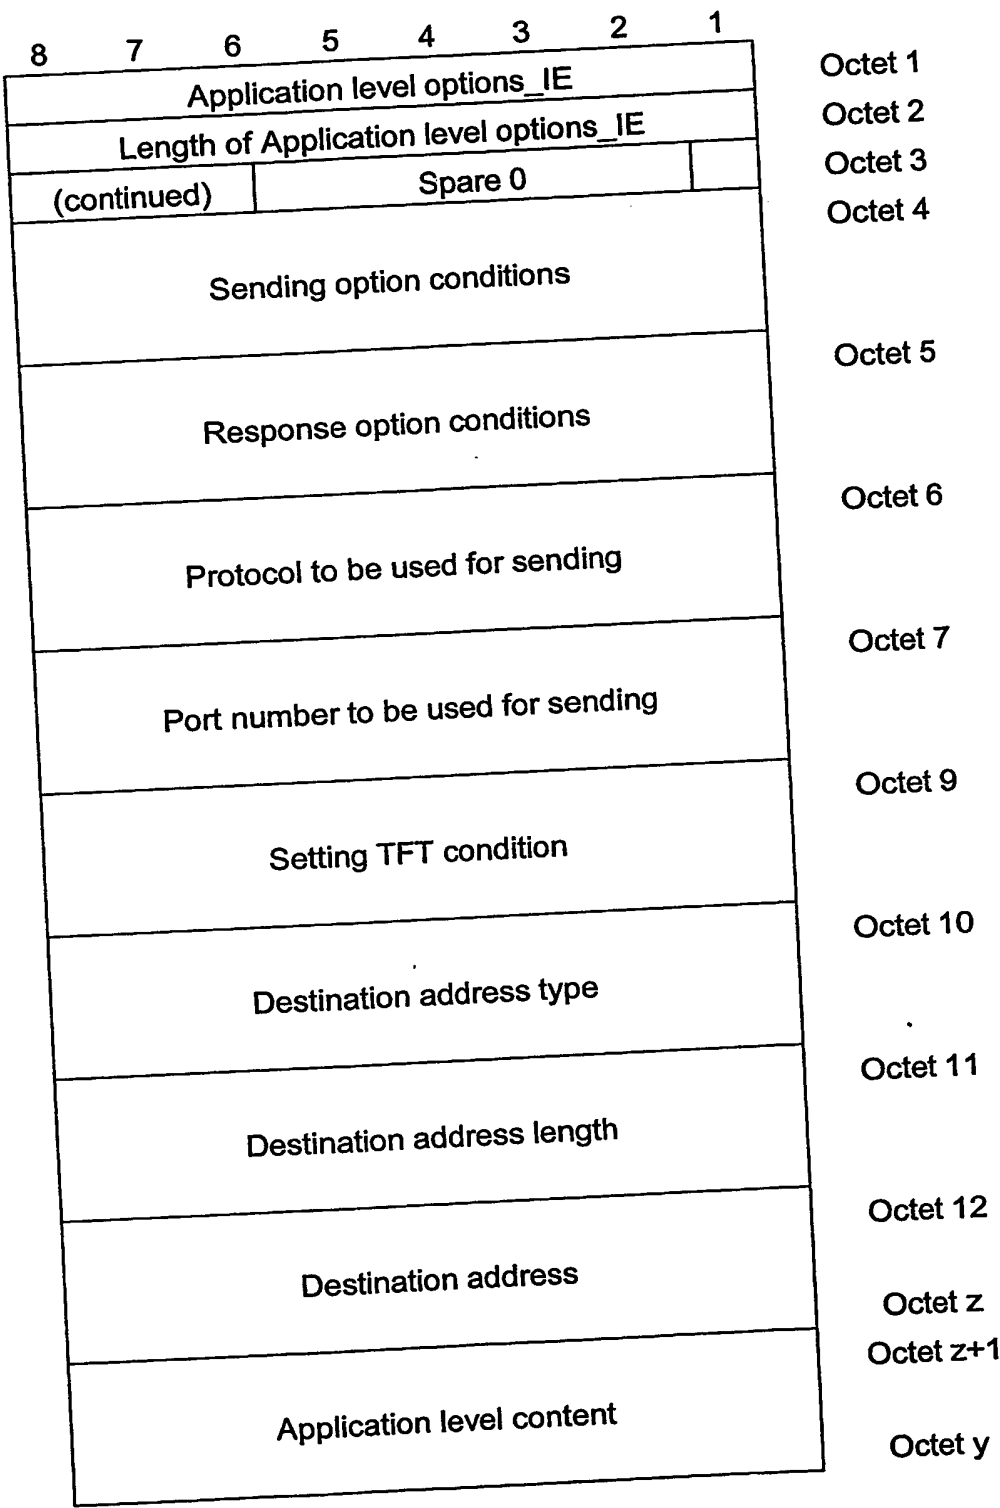 8 7 6 5 4 3 2 1
Application level options_IE Octet 1
Length of Application level options_IE Octet 2
(continued) Spare 0 Octet 3
Octet 4
Sending option conditions
Octet 5
Response option conditions
Octet 6
Protocol to be used for sending
Octet 7
Port number to be used for sending
Octet 9
Setting TFT condition
Octet 10
Destination address type
Octet 11
Destination address length
Octet 12
Destination address
Octet z
Octet z+1
Application level content
Octet y